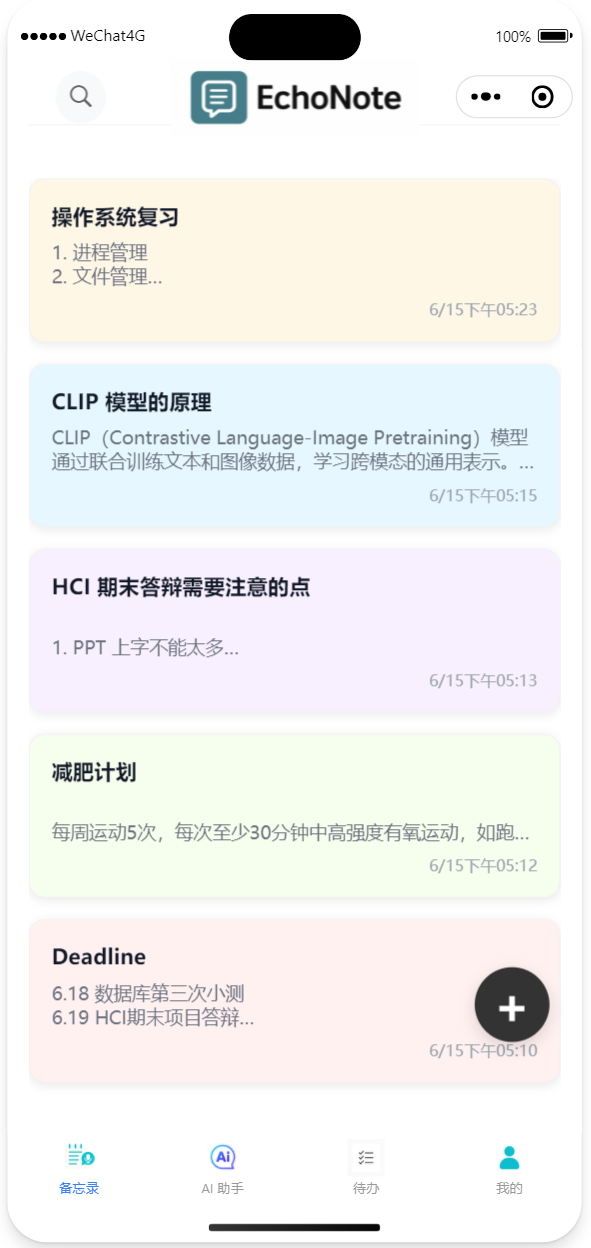 WeChat4G
100%
EchoNote
操作系统复习
1. 进程管理
2. 文件管理...
6/15下午05:23
CLIP 模型的原理
CLIP（Contrastive Language-Image Pretraining）模型
通过联合训练文本和图像数据，学习跨模态的通用表示。...
6/15下午05:15
HCI 期末答辩需要注意的点
1. PPT 上字不能太多...
6/15下午05:13
减肥计划
每周运动5次，每次至少30分钟中高强度有氧运动，如跑...
6/15下午05:12
Deadline
6.18 数据库第三次小测
6.19 HCI期末项目答辩...
6/15下午05:10
+
Ai
备忘录
AI 助手
待办
我的